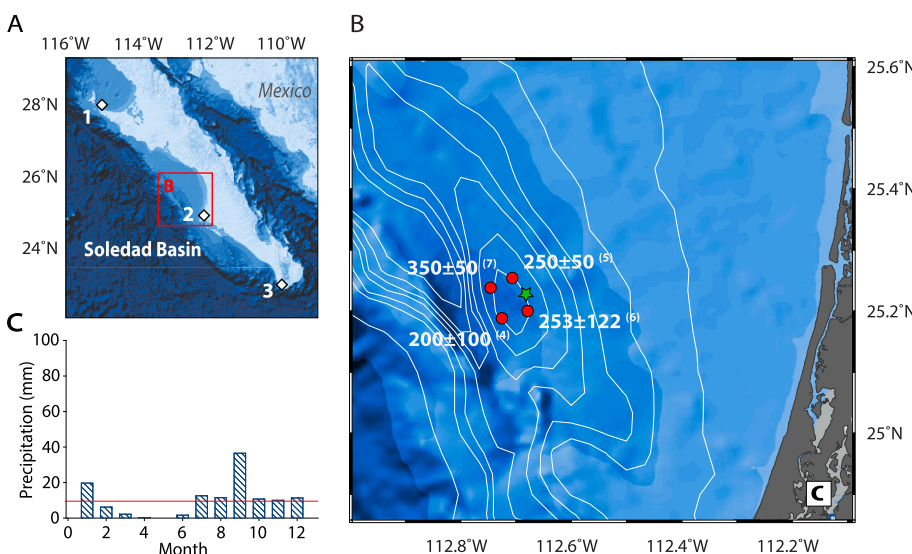 A
116˚W 114˚W 112˚W 110˚W
28˚N
26˚N
24˚N
Mexico
1
B
2
Soledad Basin
3
C
Precipitation (mm)
100
80
60
40
20
0
0 2 4 6 8 10 12
Month
B
25.6˚N
25.4˚N
25.2˚N
25˚N
350±50 (7)
250±50 (5)
253±122 (6)
200±100 (4)
C
112.8˚W 112.6˚W 112.4˚W 112.2˚W